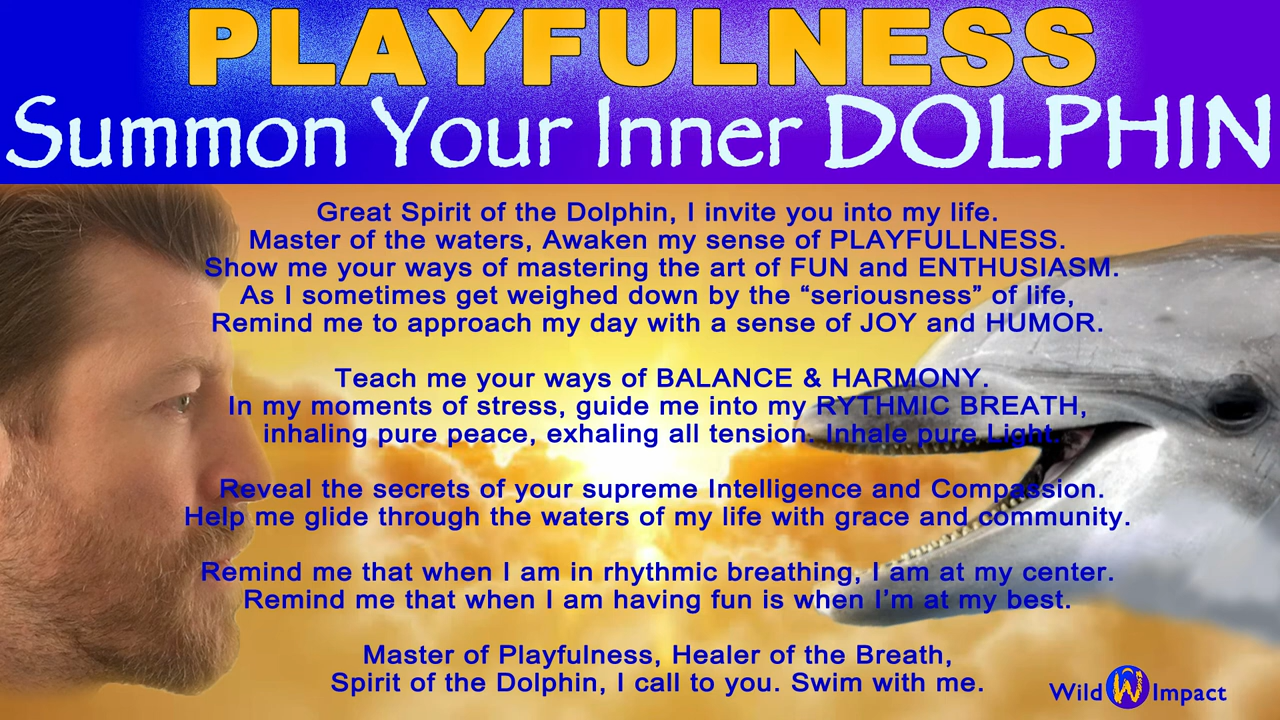 PLAYFULNESS
Summon Your Inner DOLPHIN
Great Spirit of the Dolphin, I invite you into my life.
Master of the waters, Awaken my sense of PLAYFULLNESS.
Show me your ways of mastering the art of FUN and ENTHUSIASM.
As I sometimes get weighed down by the “seriousness” of life,
Remind me to approach my day with a sense of JOY and HUMOR.
Teach me your ways of BALANCE & HARMONY.
In my moments of stress, guide me into my RYTHMIC BREATH,
inhaling pure peace, exhaling all tension. Inhale pure Light.
Reveal the secrets of your supreme Intelligence and Compassion.
Help me glide through the waters of my life with grace and community.
Remind me that when I am in rhythmic breathing, I am at my center.
Remind me that when I am having fun is when I’m at my best.
Master of Playfulness, Healer of the Breath,
Spirit of the Dolphin, I call to you. Swim with me.
Wild W Impact